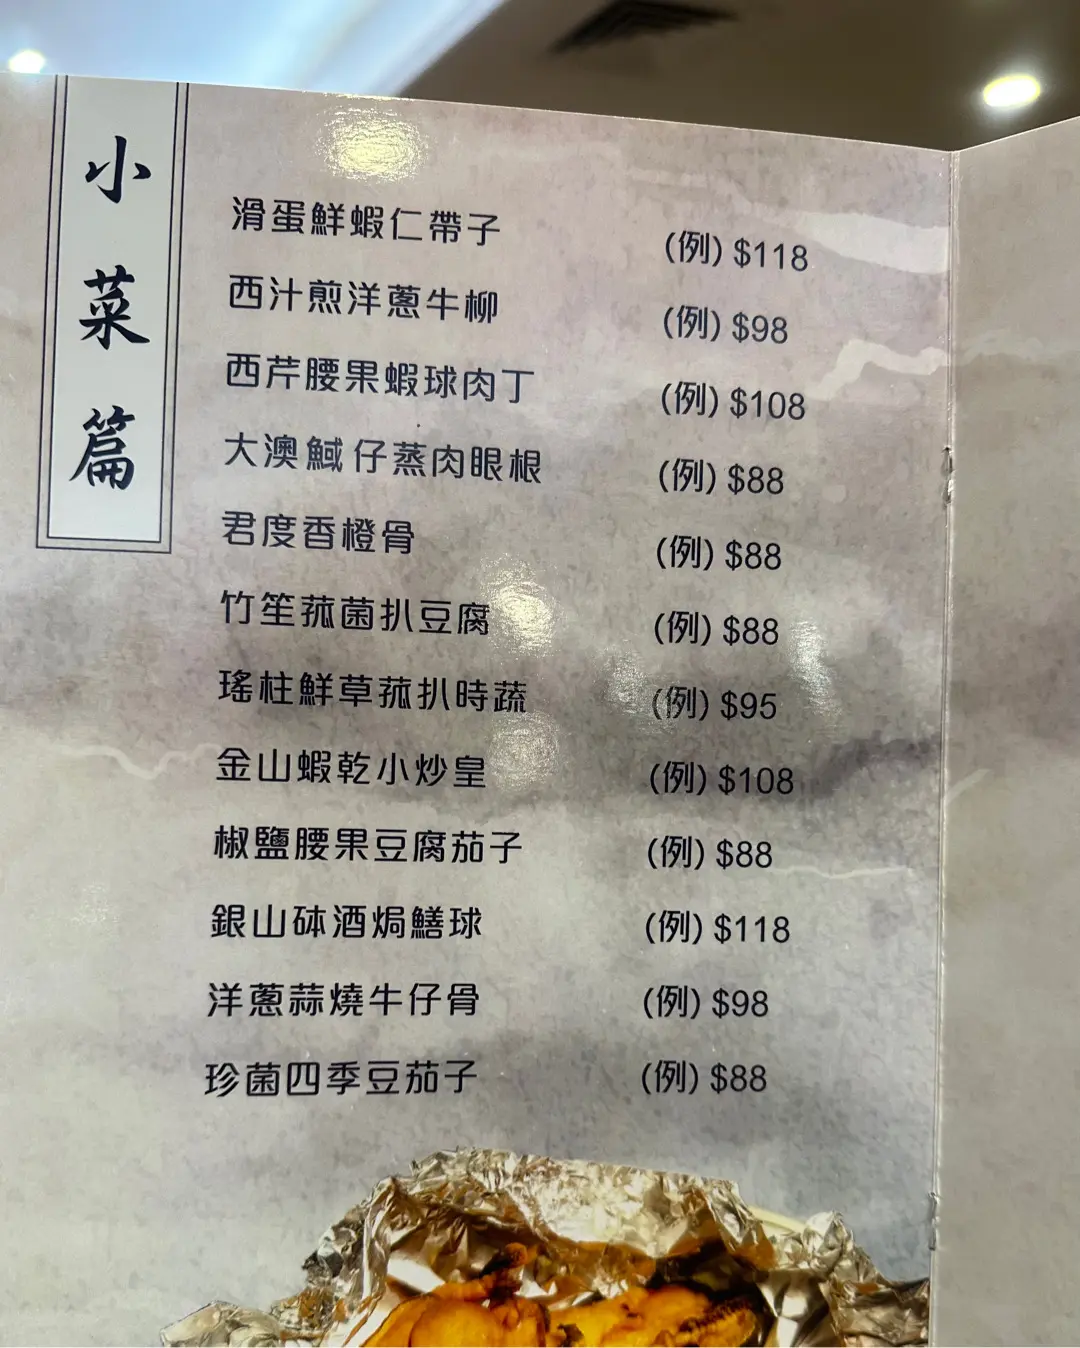 小菜篇
滑蛋鮮蝦仁帶子 (例) $118
西汁煎洋蔥牛柳 (例) $98
西芹腰果蝦球肉丁 (例) $108
大澳鰔仔蒸肉眼根 (例) $88
君度香橙骨 (例) $88
竹笙菰菌扒豆腐 (例) $88
瑤柱鮮草菰扒時蔬 (例) $95
金山蝦乾小炒皇 (例) $108
椒鹽腰果豆腐茄子 (例) $88
銀山砵酒焗鱔球 (例) $118
洋蔥蒜燒牛仔骨 (例) $98
珍菌四季豆茄子 (例) $88